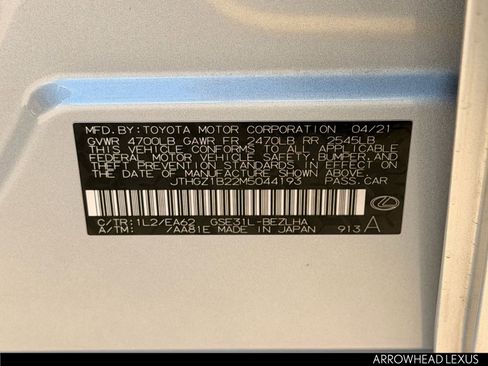 MFD. BY: TOYOTA MOTOR CORPORATION 04/21
GVWR 4700LB GAWR FR 2470LB RR 2545LB
THIS VEHICLE CONFORMS TO ALL APPLICABLE
FEDERAL MOTOR VEHICLE SAFETY, BUMPER, AND
THEFT PREVENTION STANDARDS IN EFFECT ON
THE DATE OF MANUFACTURE SHOWN ABOVE.
JTHGZ1B22M5044193 PASS. CAR
C/TR: 1L2/EA62 GSE31L-BEZLHA
A/TM: /AA81E MADE IN JAPAN 913 A
ARROWHEAD LEXUS